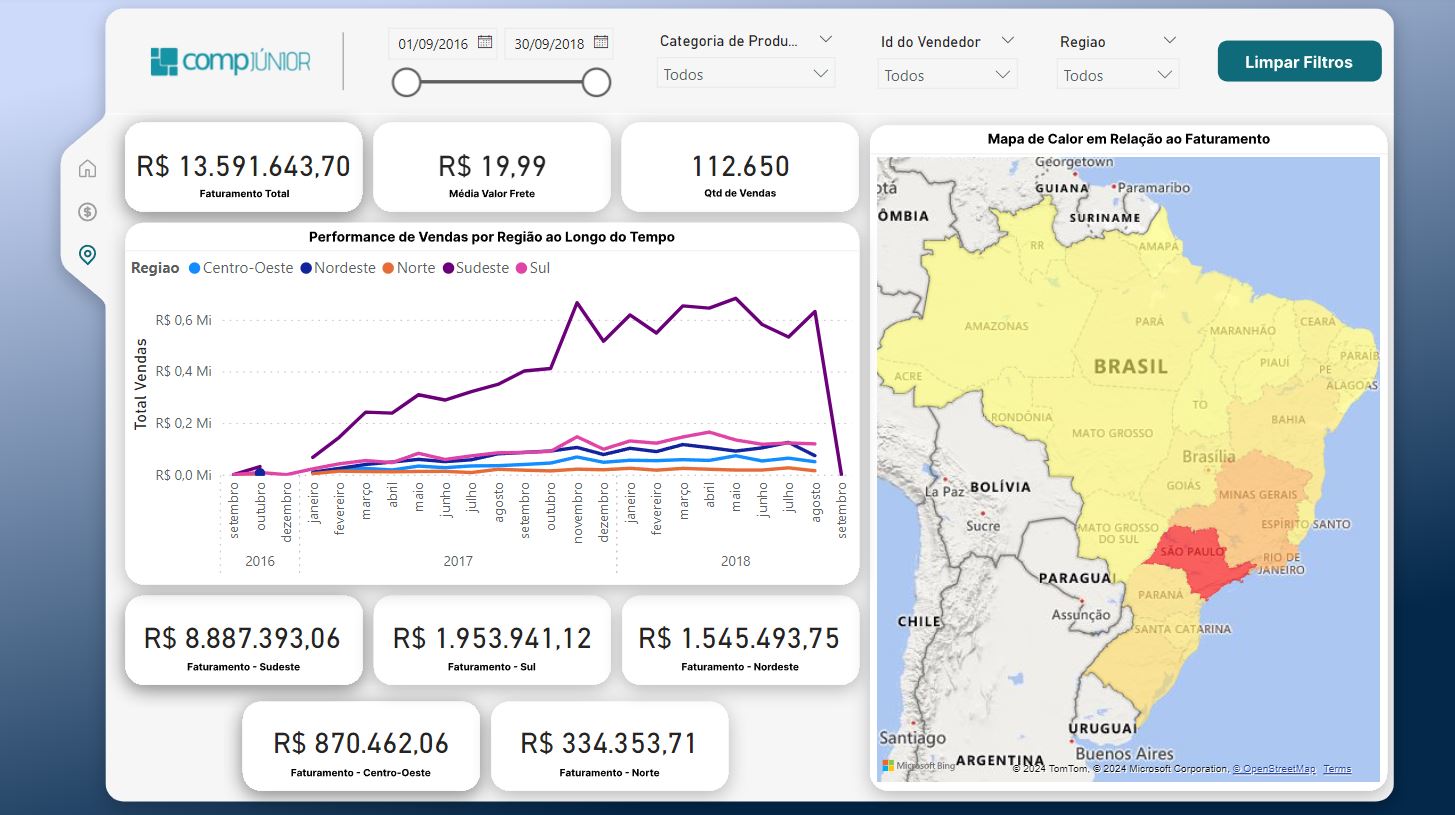 compJÚNIOR
01/09/2016
30/09/2018
Categoria de Produ...
Todos
Id do Vendedor
Todos
Regiao
Todos
Limpar Filtros
R$ 13.591.643,70
Faturamento Total
R$ 19,99
Média Valor Frete
112.650
Qtd de Vendas
Performance de Vendas por Região ao Longo do Tempo
Regiao
Centro-Oeste
Nordeste
Norte
Sudeste
Sul
Total Vendas
R$ 0,6 Mi
R$ 0,4 Mi
R$ 0,2 Mi
R$ 0,0 Mi
setembro
outubro
dezembro
janeiro
fevereiro
março
abril
maio
junho
julho
agosto
setembro
outubro
novembro
dezembro
janeiro
fevereiro
março
abril
maio
junho
julho
agosto
setembro
2016
2017
2018
R$ 8.887.393,06
Faturamento - Sudeste
R$ 1.953.941,12
Faturamento - Sul
R$ 1.545.493,75
Faturamento - Nordeste
R$ 870.462,06
Faturamento - Centro-Oeste
R$ 334.353,71
Faturamento - Norte
Mapa de Calor em Relação ao Faturamento
Georgetown
otá
GUIANA
Paramaribo
ÔMBIA
SURINAME
RR
AMAPÁ
AMAZONAS
PARÁ
MARANHÃO
CEARÁ
PARAÍB
PIAUÍ
PE
BRASIL
ACRE
ALAGOAS
TO
RONDÔNIA
BAHIA
MATO GROSSO
Brasília
GOIÁS
La Paz
BOLÍVIA
MINAS GERAIS
Sucre
MATO GROSSO
DO SUL
ESPÍRITO SANTO
SÃO PAULO
RIO DE
JANEIRO
PARAGUAI
PARANÁ
Assunção
CHILE
SANTA CATARINA
URUGUAI
Santiago
Buenos Aires
ARGENTINA
Microsoft Bing
© 2024 TomTom, © 2024 Microsoft Corporation, © OpenStreetMap Terms